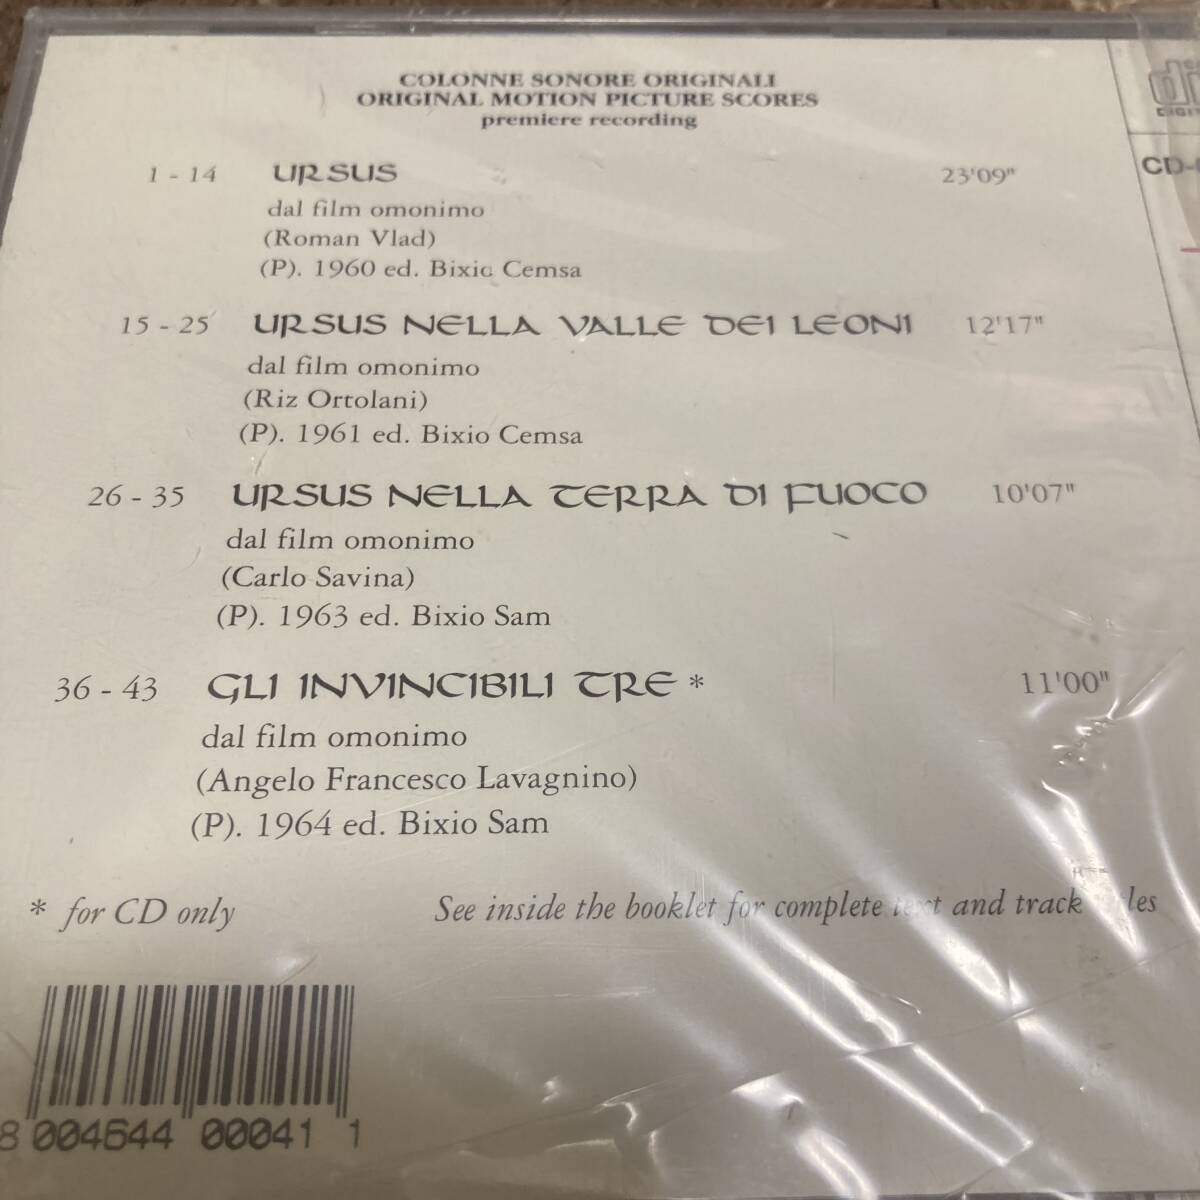 COLONNE SONORE ORIGINALI
ORIGINAL MOTION PICTURE SCORES
premiere recording
1 - 14 URSUS 23'09"
dal film omonimo
(Roman Vlad)
(P). 1960 ed. Bixio Cemsa
15 - 25 URSUS NELLA VALLE DEI LEONI 12'17"
dal film omonimo
(Riz Ortolani)
(P). 1961 ed. Bixio Cemsa
26 - 35 URSUS NELLA TERRA DI FUOCO 10'07"
dal film omonimo
(Carlo Savina)
(P). 1963 ed. Bixio Sam
36 - 43 GLI INVINCIBILI TRE * 11'00"
dal film omonimo
(Angelo Francesco Lavagnino)
(P). 1964 ed. Bixio Sam
* for CD only
See inside the booklet for complete text and track titles
8 004644 00041 1
CD-